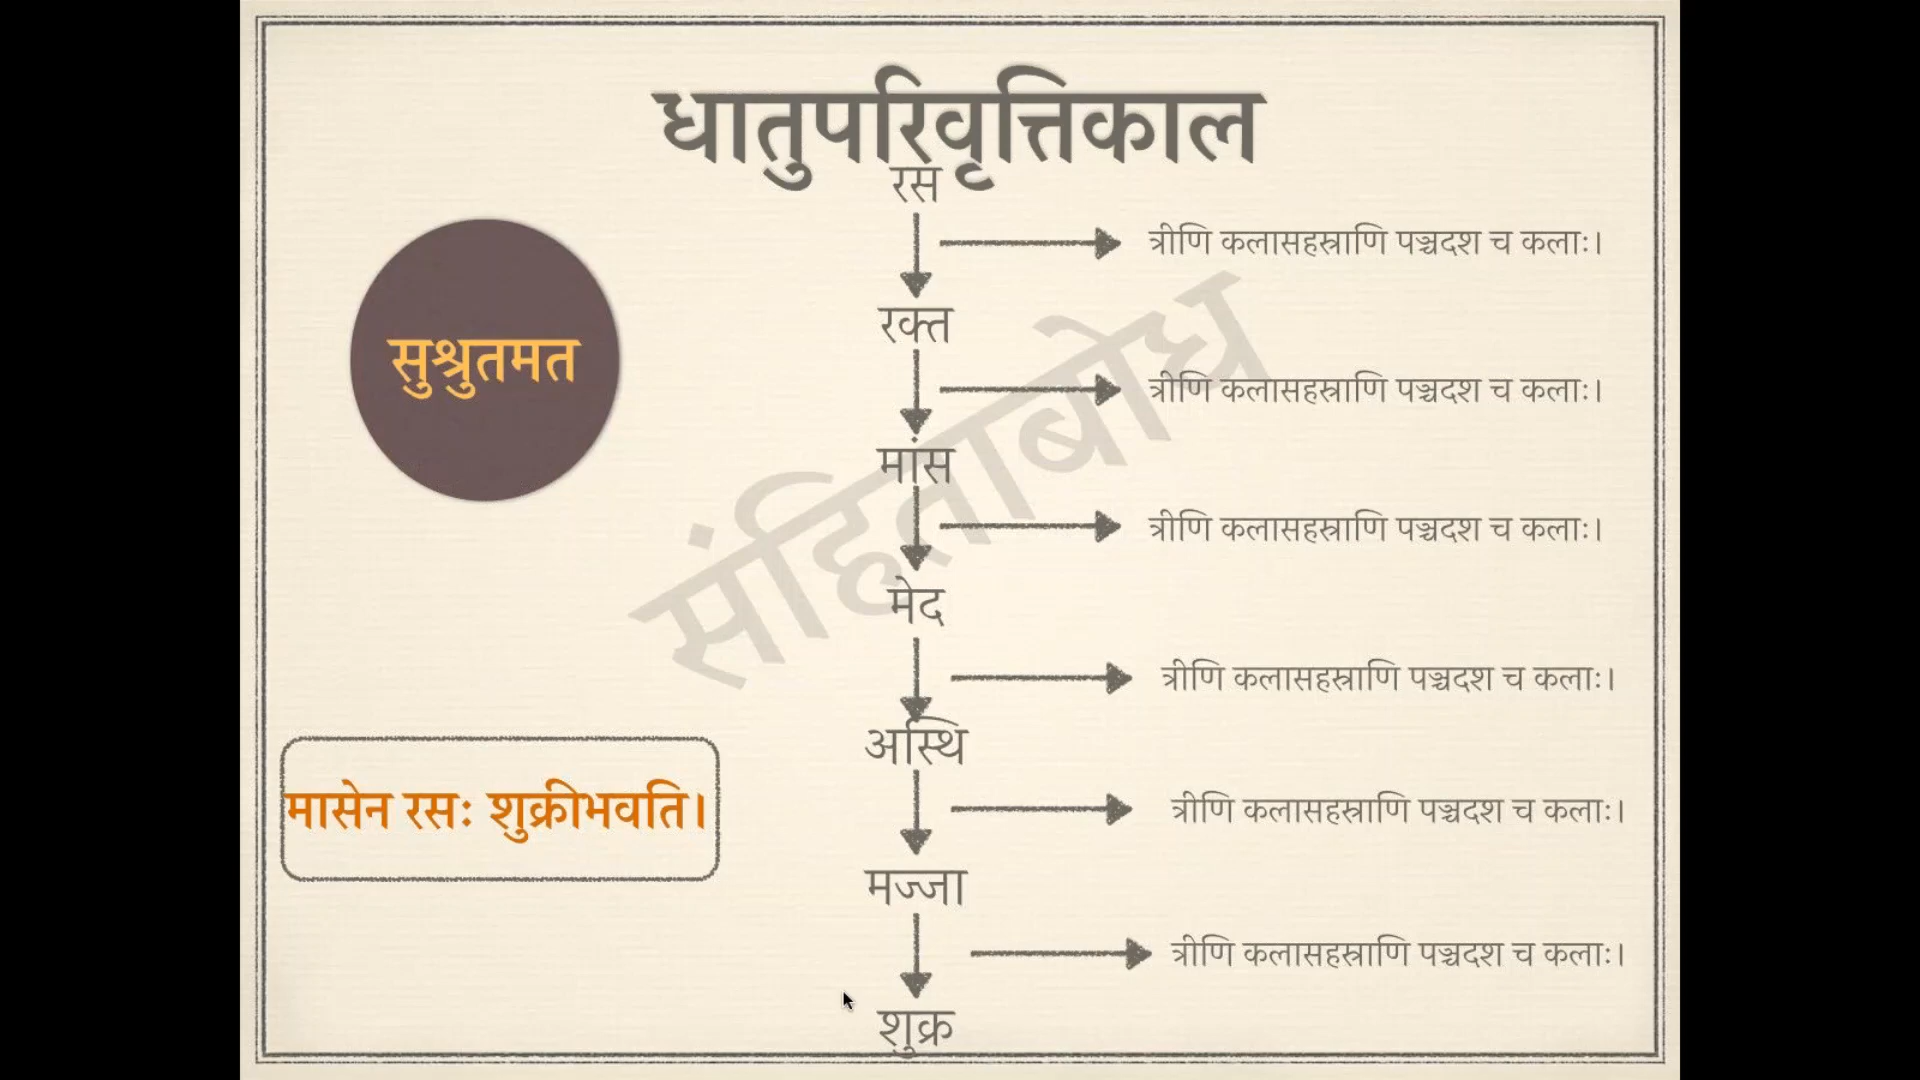 धातुपरिवृत्तिकाल
रस
त्रीणि कलासहस्राणि पञ्चदश च कलाः।
सुश्रुतमत
रक्त
त्रीणि कलासहस्राणि पञ्चदश च कलाः।
मांस
त्रीणि कलासहस्राणि पञ्चदश च कलाः।
संहिताबोध
मेद
त्रीणि कलासहस्राणि पञ्चदश च कलाः।
अस्थि
मासेन रसः शुक्रीभवति।
त्रीणि कलासहस्राणि पञ्चदश च कलाः।
मज्जा
त्रीणि कलासहस्राणि पञ्चदश च कलाः।
शुक्र